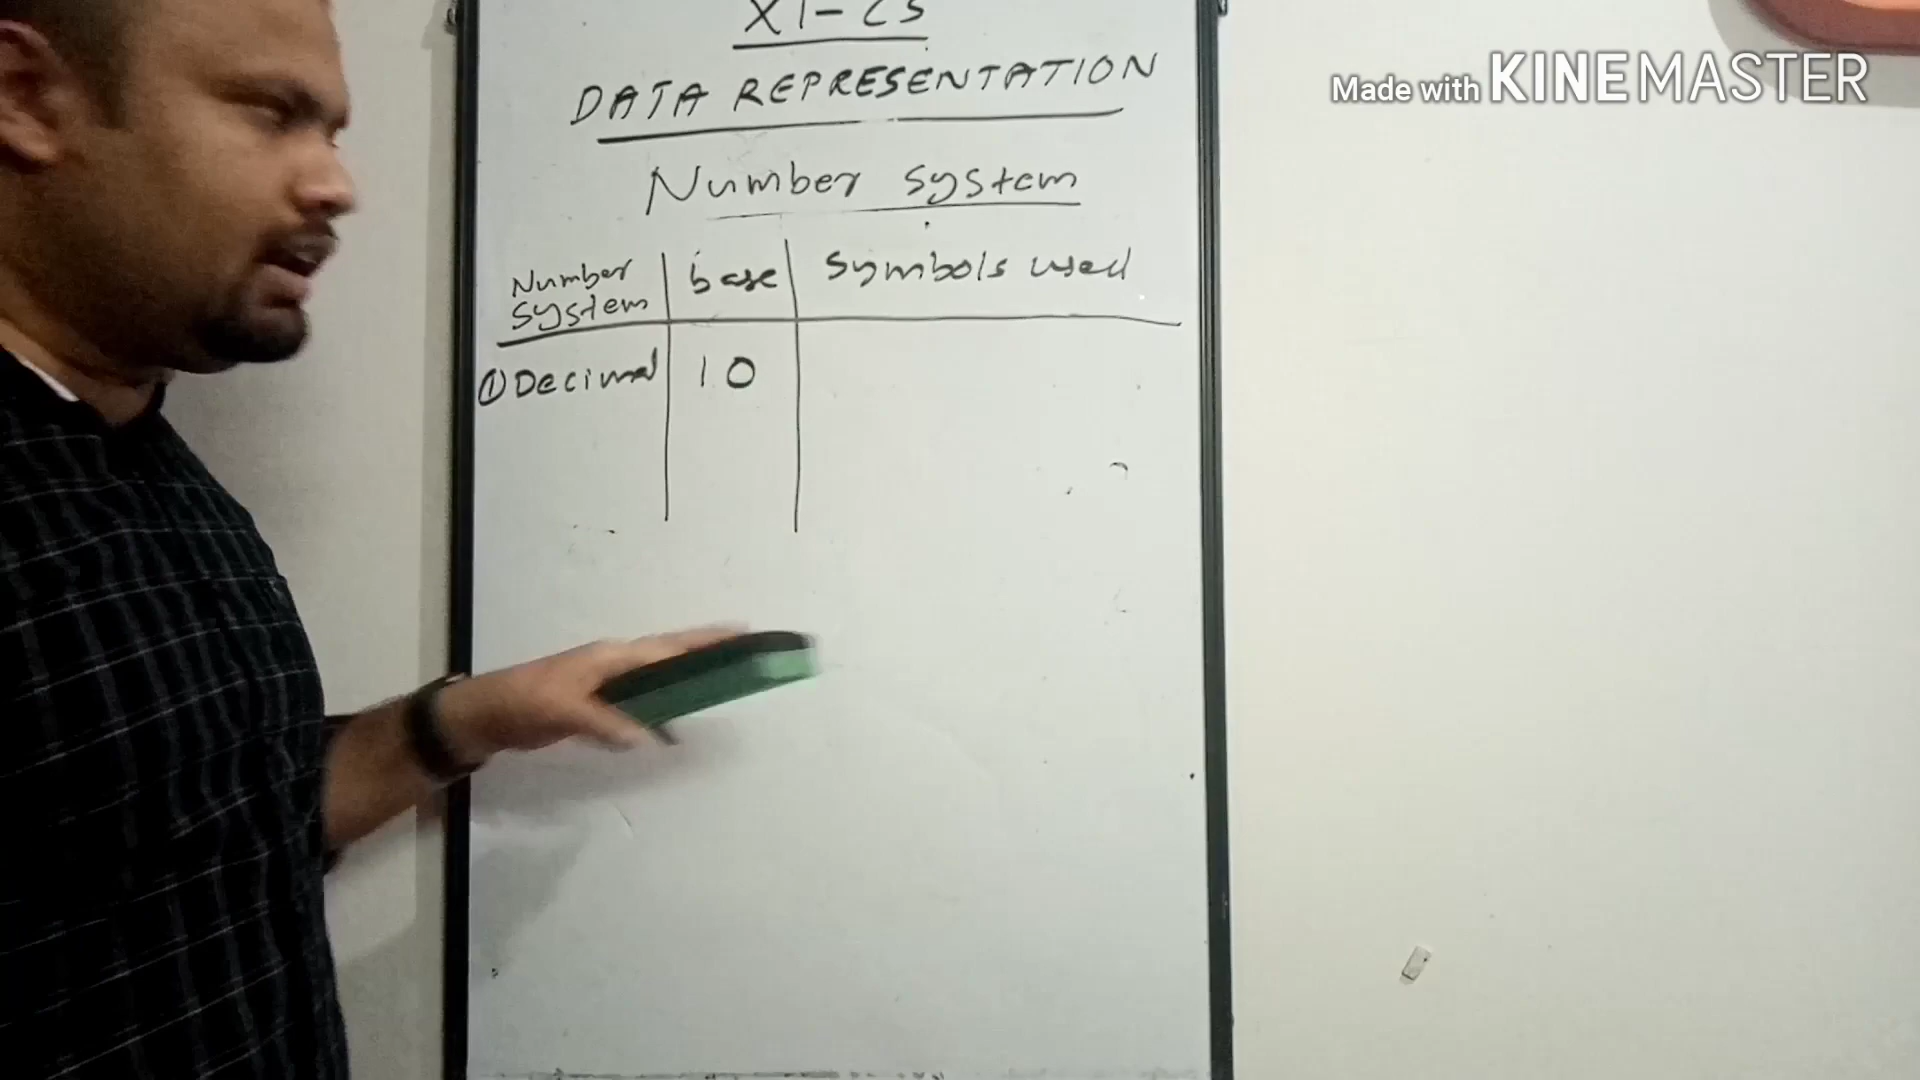 XI-CS
DATA REPRESENTATION
Number system
Number system | base | Symbols used
① Decimal | 10
Made with KINEMASTER